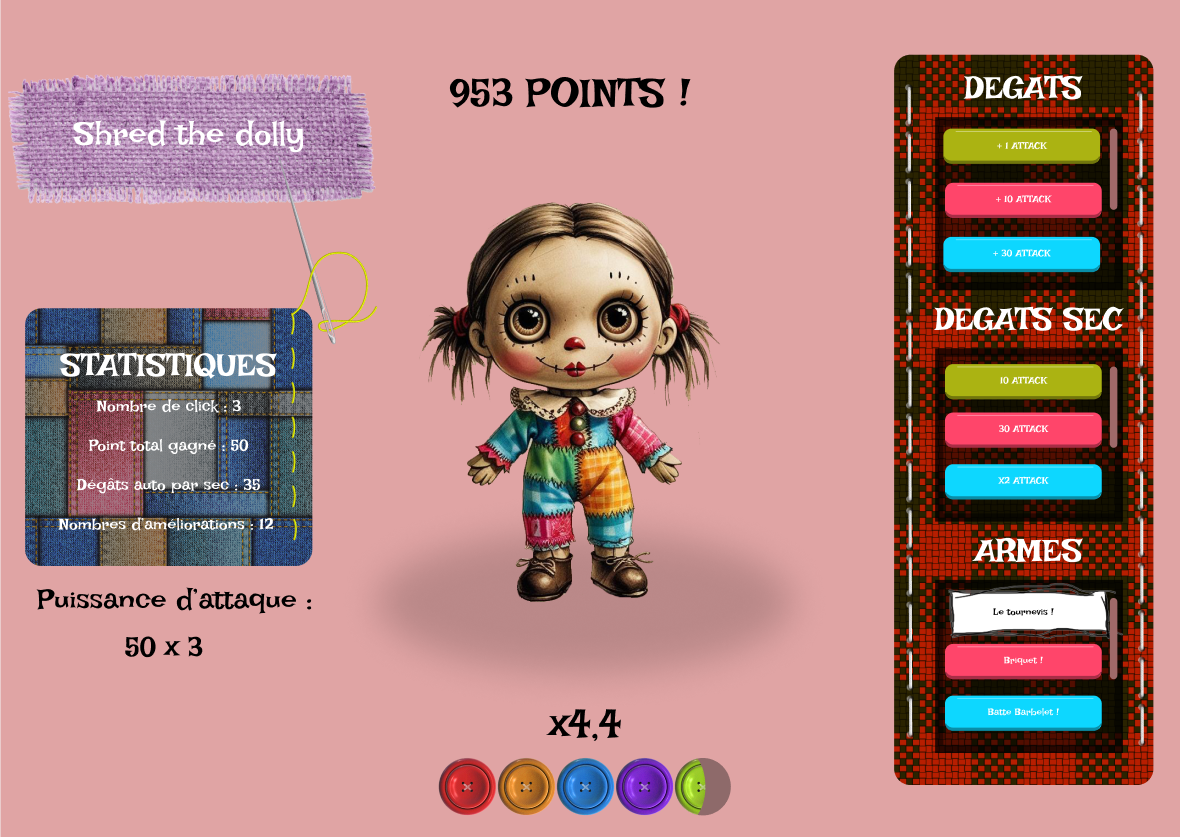 953 POINTS !
Shred the dolly
STATISTIQUES
Nombre de click : 3
Point total gagné : 50
Dégâts auto par sec : 35
Nombres d'améliorations : 12
Puissance d'attaque :
50 x 3
x4,4
DEGATS
+ 1 ATTACK
+ 10 ATTACK
+ 30 ATTACK
DEGATS SEC
10 ATTACK
30 ATTACK
X2 ATTACK
ARMES
Le tournevis !
Briquet !
Batte Barbelet !